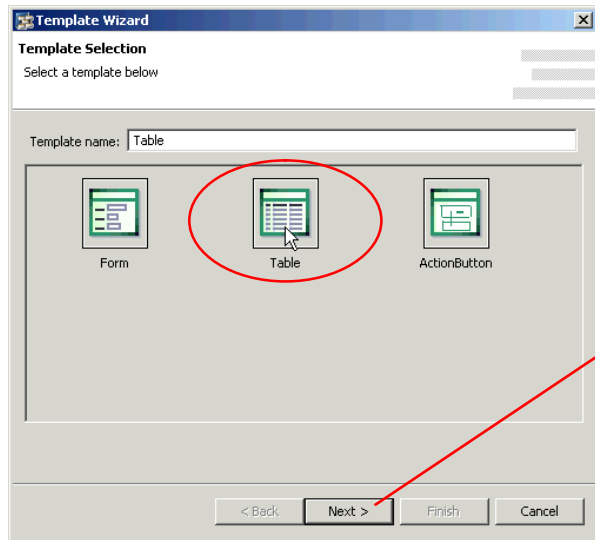 Template Wizard
Template Selection
Select a template below
Template name: Table
Form Table ActionButton
< Back Next > Finish Cancel